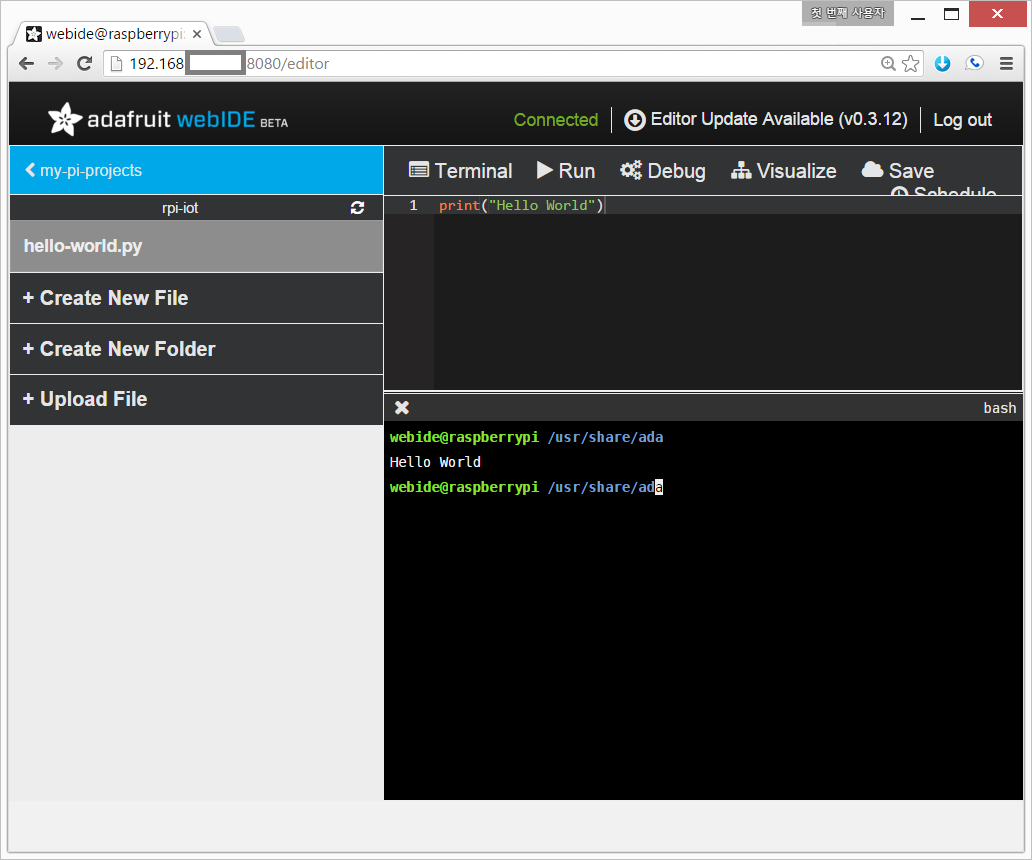 첫 번째 사용자
webide@raspberrypi:
192.168 8080/editor
adafruit webIDE BETA
Connected
Editor Update Available (v0.3.12)
Log out
my-pi-projects
Terminal
Run
Debug
Visualize
Save
Schedule
rpi-iot
hello-world.py
+ Create New File
+ Create New Folder
+ Upload File
1 print("Hello World")
bash
webide@raspberrypi /usr/share/ada
Hello World
webide@raspberrypi /usr/share/ada